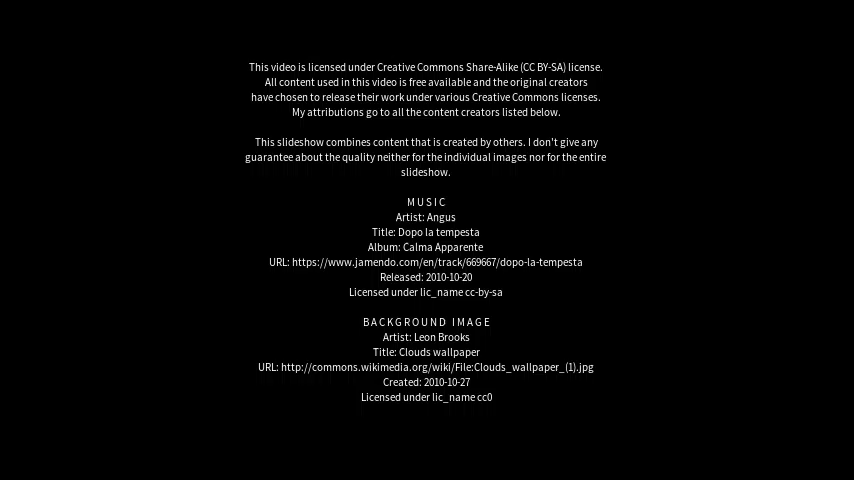 This video is licensed under Creative Commons Share-Alike (CC BY-SA) license.
All content used in this video is free available and the original creators
have chosen to release their work under various Creative Commons licenses.
My attributions go to all the content creators listed below.
This slideshow combines content that is created by others. I don't give any
guarantee about the quality neither for the individual images nor for the entire
slideshow.
MUSIC
Artist: Angus
Title: Dopo la tempesta
Album: Calma Apparente
URL: https://www.jamendo.com/en/track/669667/dopo-la-tempesta
Released: 2010-10-20
Licensed under lic_name cc-by-sa
BACKGROUND IMAGE
Artist: Leon Brooks
Title: Clouds wallpaper
URL: http://commons.wikimedia.org/wiki/File:Clouds_wallpaper_(1).jpg
Created: 2010-10-27
Licensed under lic_name cc0